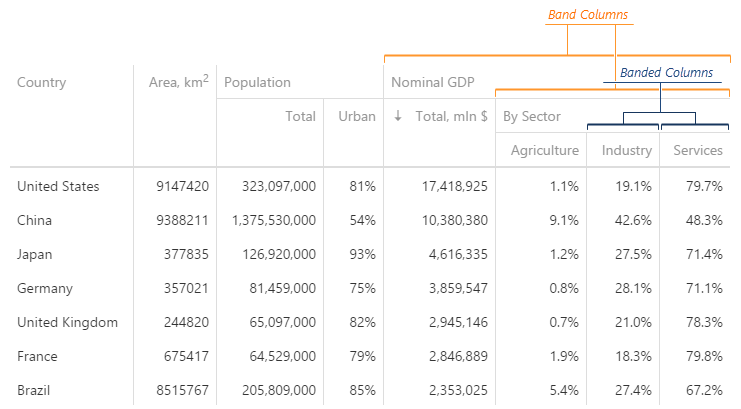 Band Columns
Banded Columns
Country Area, km2 Population Nominal GDP
Total Urban ↓ Total, mln $ By Sector
Agriculture Industry Services
United States 9147420 323,097,000 81% 17,418,925 1.1% 19.1% 79.7%
China 9388211 1,375,530,000 54% 10,380,380 9.1% 42.6% 48.3%
Japan 377835 126,920,000 93% 4,616,335 1.2% 27.5% 71.4%
Germany 357021 81,459,000 75% 3,859,547 0.8% 28.1% 71.1%
United Kingdom 244820 65,097,000 82% 2,945,146 0.7% 21.0% 78.3%
France 675417 64,529,000 79% 2,846,889 1.9% 18.3% 79.8%
Brazil 8515767 205,809,000 85% 2,353,025 5.4% 27.4% 67.2%